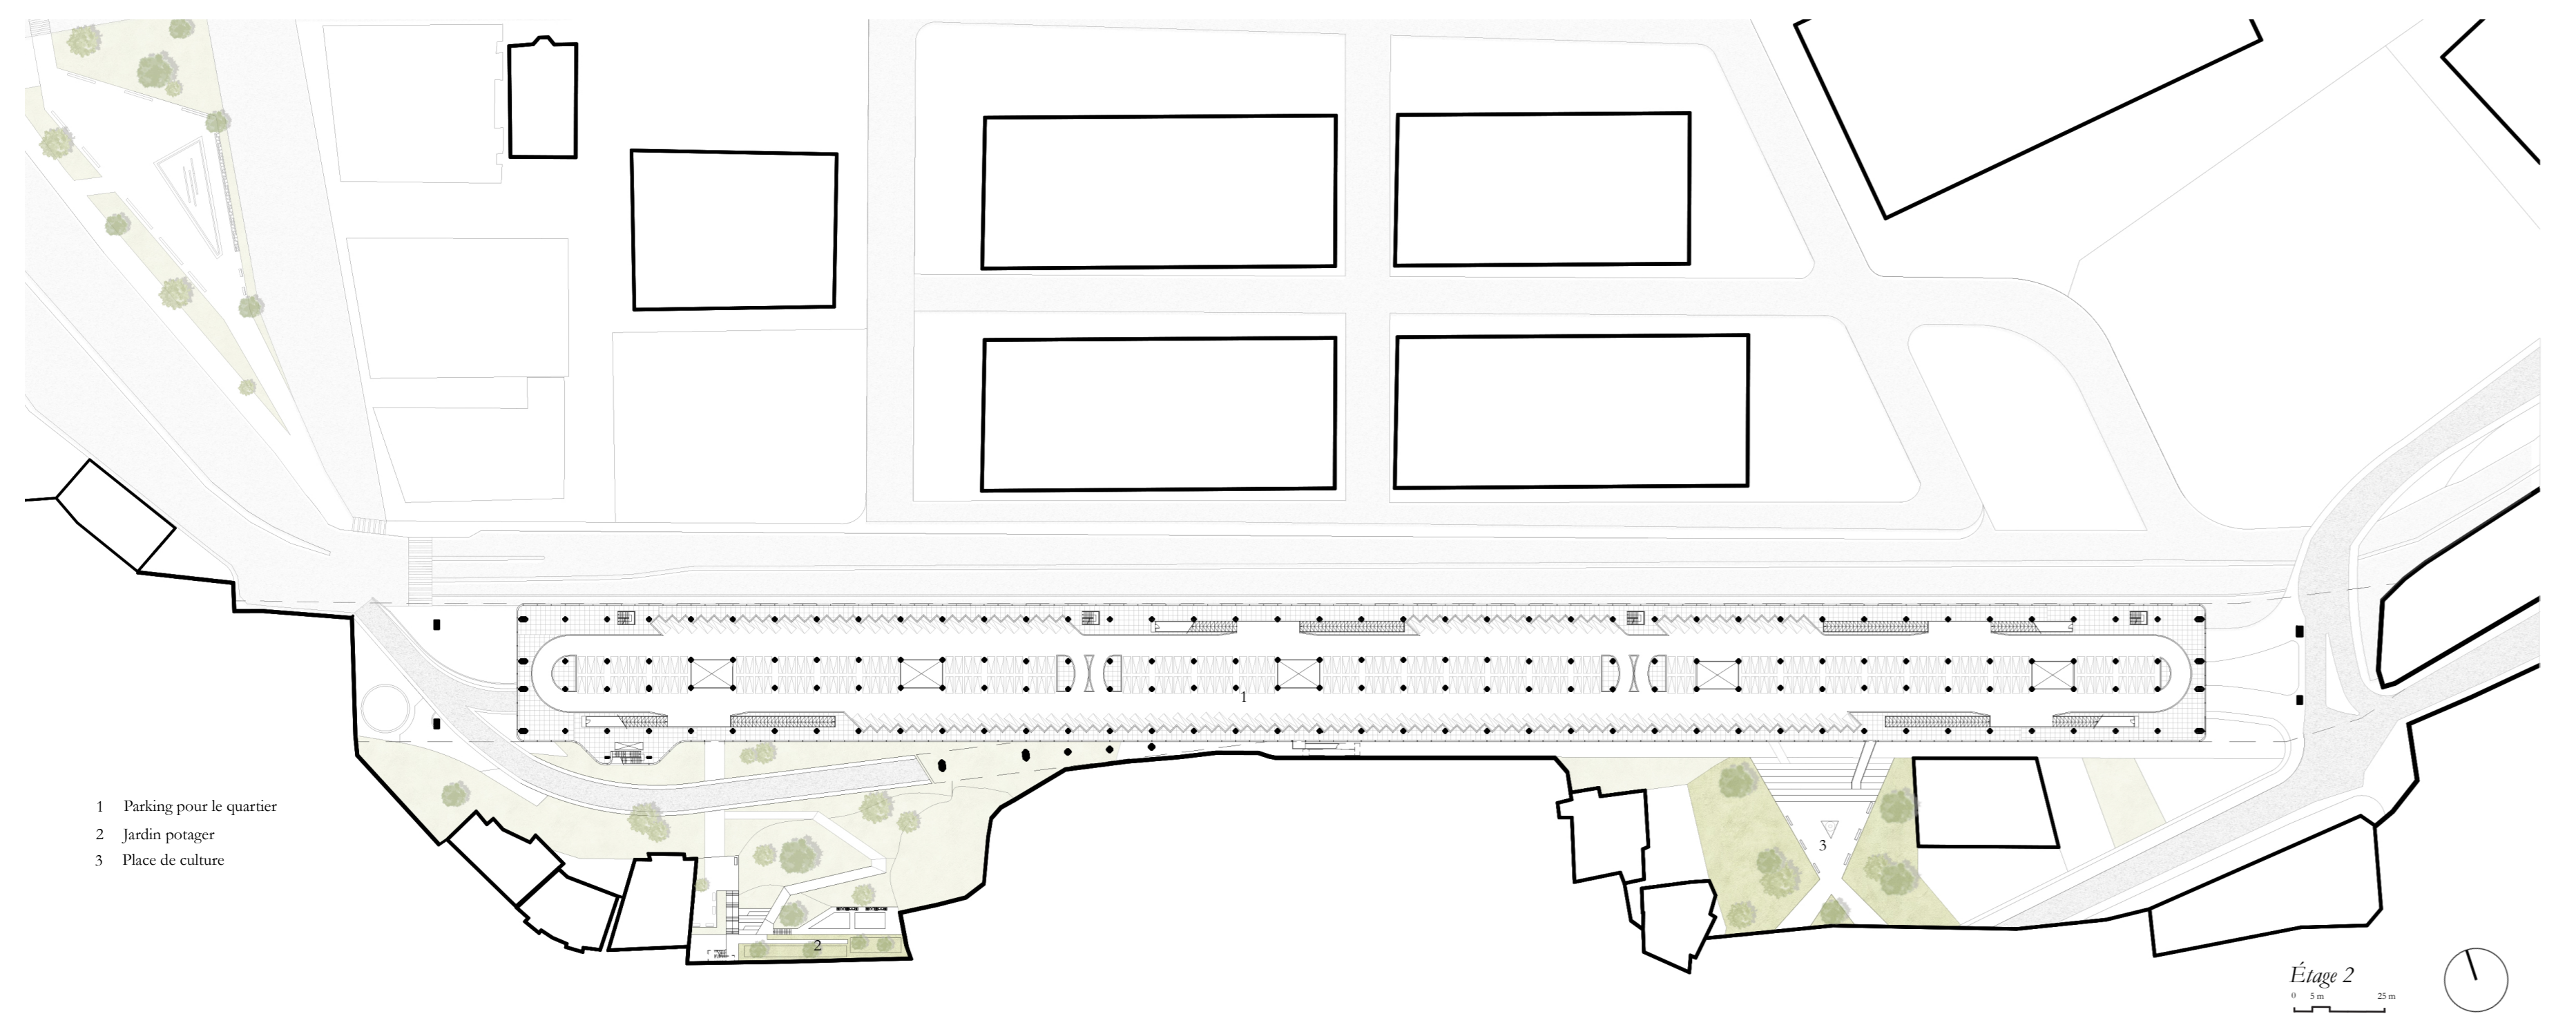 1
3
1 Parking pour le quartier
2 Jardin potager
3 Place de culture
2
Étage 2
0 5 m 25 m